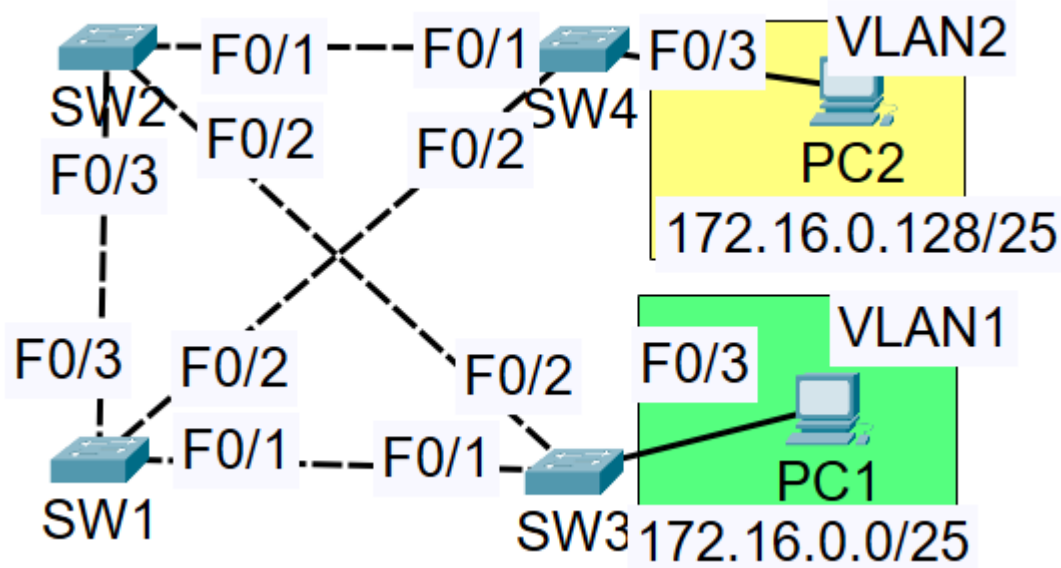 F0/1
F0/1
F0/3
VLAN2
SW2
SW4
F0/2
F0/2
PC2
F0/3
172.16.0.128/25
VLAN1
F0/3
F0/3
F0/2
F0/2
F0/1
F0/1
PC1
SW1
SW3
172.16.0.0/25